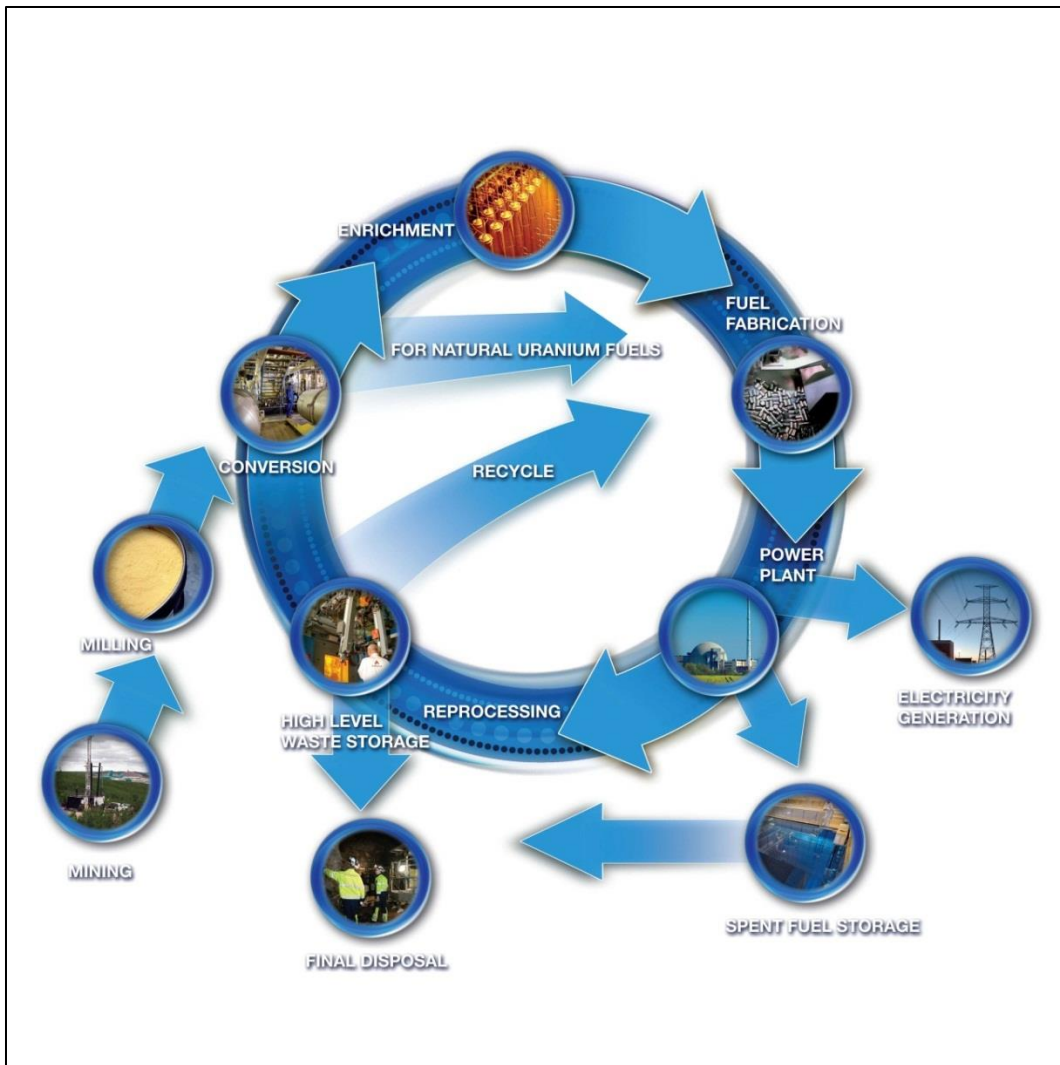 ENRICHMENT
FUEL
FABRICATION
FOR NATURAL URANIUM FUELS
CONVERSION
RECYCLE
POWER
PLANT
MILLING
ELECTRICITY
GENERATION
REPROCESSING
HIGH LEVEL
WASTE STORAGE
MINING
SPENT FUEL STORAGE
FINAL DISPOSAL